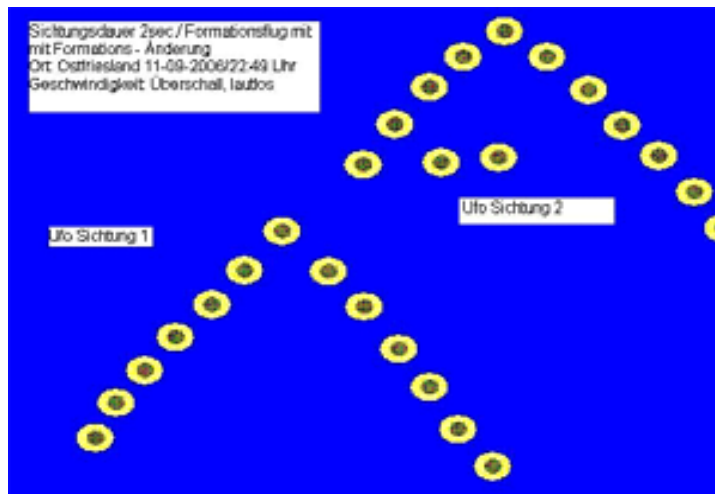 Sichtungsdauer 2sec./ Formationsflug mit
mit Formations - Änderung
Ort: Ostfriesland 11-09-2006/22:49 Uhr
Geschwindigkeit: Überschall, lautlos
Ufo Sichtung 2
Ufo Sichtung 1